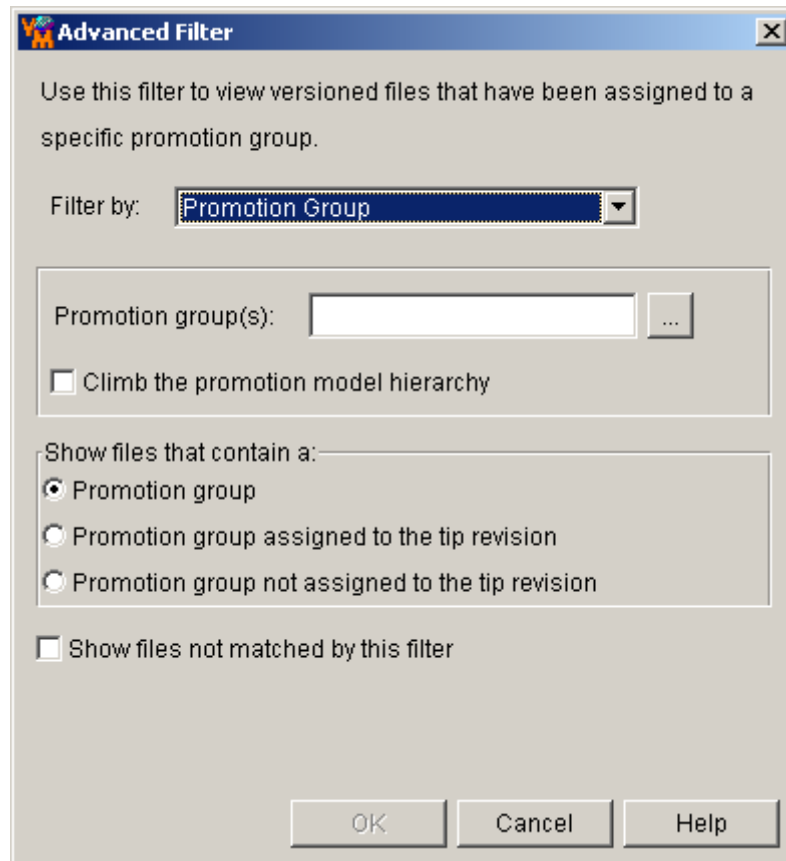 Advanced Filter
Use this filter to view versioned files that have been assigned to a
specific promotion group.
Filter by: Promotion Group
Promotion group(s): ...
Climb the promotion model hierarchy
Show files that contain a:
Promotion group
Promotion group assigned to the tip revision
Promotion group not assigned to the tip revision
Show files not matched by this filter
OK Cancel Help